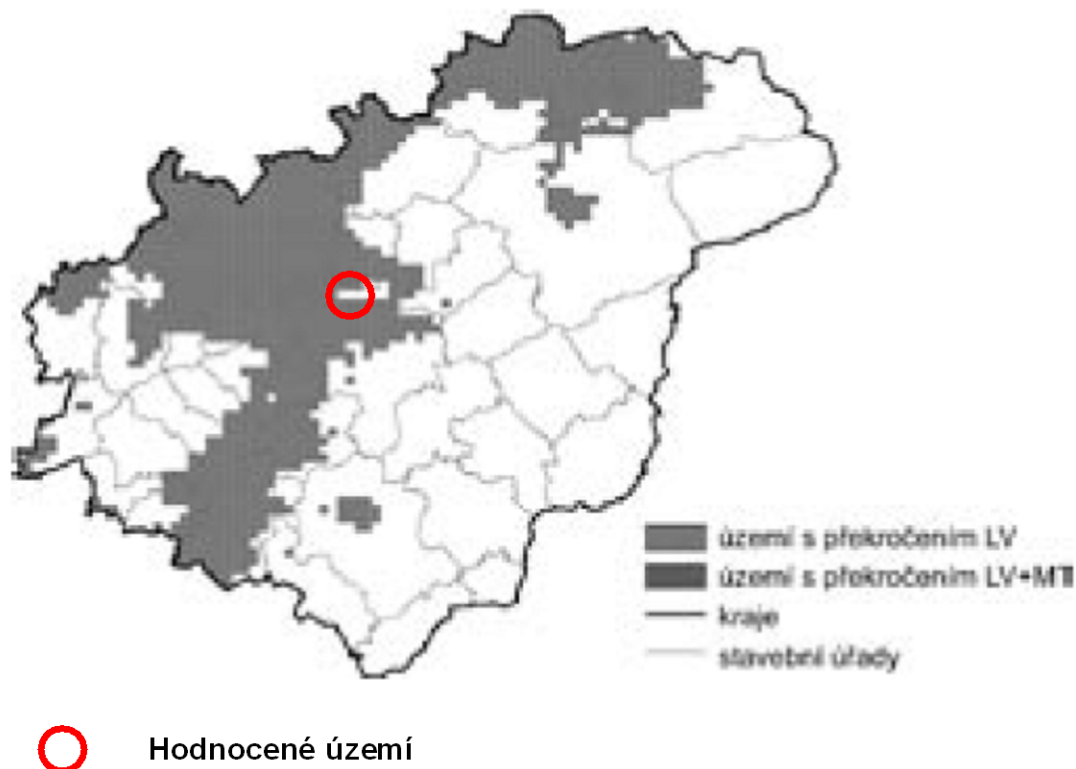 území s překročením LV
území s překročením LV+MT
kraje
stavební úřady
Hodnocené území